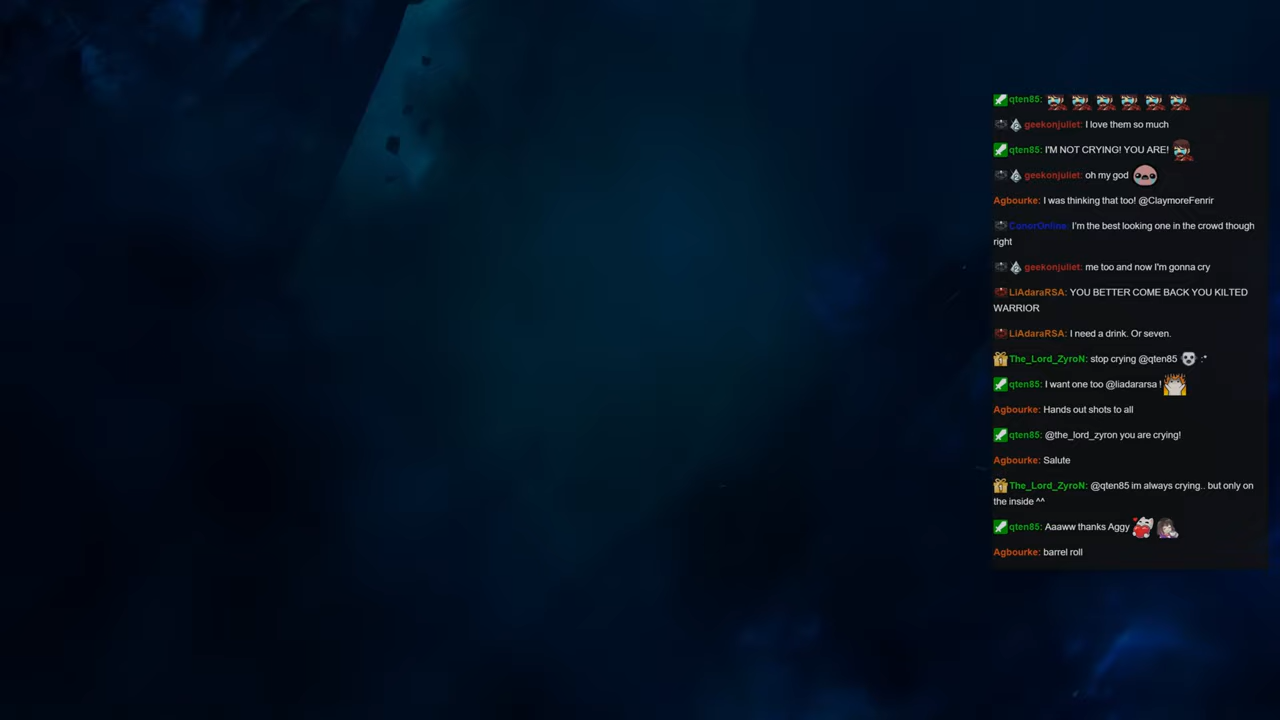 qten85:
geekonjuliet: I love them so much
qten85: I'M NOT CRYING! YOU ARE!
geekonjuliet: oh my god
Agbourke: I was thinking that too! @ClaymoreFenrir
ConorOnline: I'm the best looking one in the crowd though
right
geekonjuliet: me too and now I'm gonna cry
LIAdaraRSA: YOU BETTER COME BACK YOU KILTED
WARRIOR
LIAdaraRSA: I need a drink. Or seven.
The_Lord_ZyroN: stop crying @qten85 :*
qten85: I want one too @liadararsa !
Agbourke: Hands out shots to all
qten85: @the_lord_zyron you are crying!
Agbourke: Salute
The_Lord_ZyroN: @qten85 im always crying.. but only on
the inside ^^
qten85: Aaaww thanks Aggy
Agbourke: barrel roll